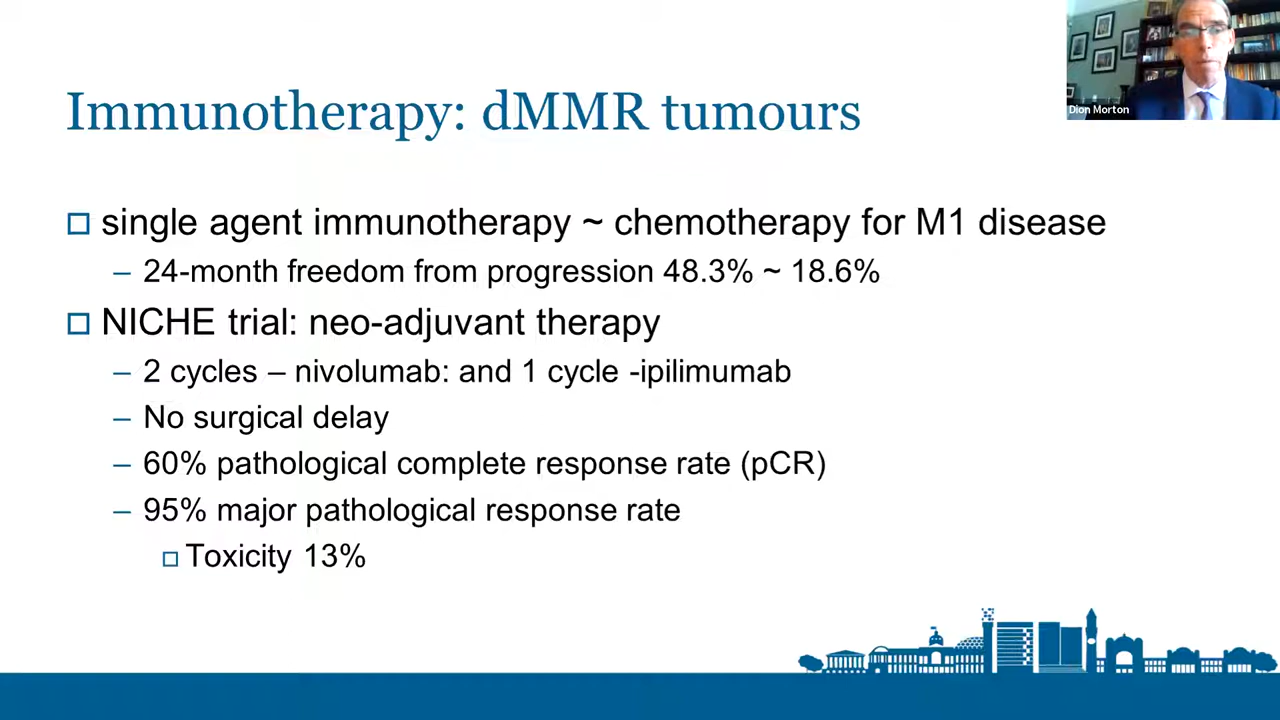 Dion Morton
Immunotherapy: dMMR tumours
single agent immunotherapy ~ chemotherapy for M1 disease
– 24-month freedom from progression 48.3% ~ 18.6%
NICHE trial: neo-adjuvant therapy
– 2 cycles – nivolumab: and 1 cycle -ipilimumab
– No surgical delay
– 60% pathological complete response rate (pCR)
– 95% major pathological response rate
Toxicity 13%